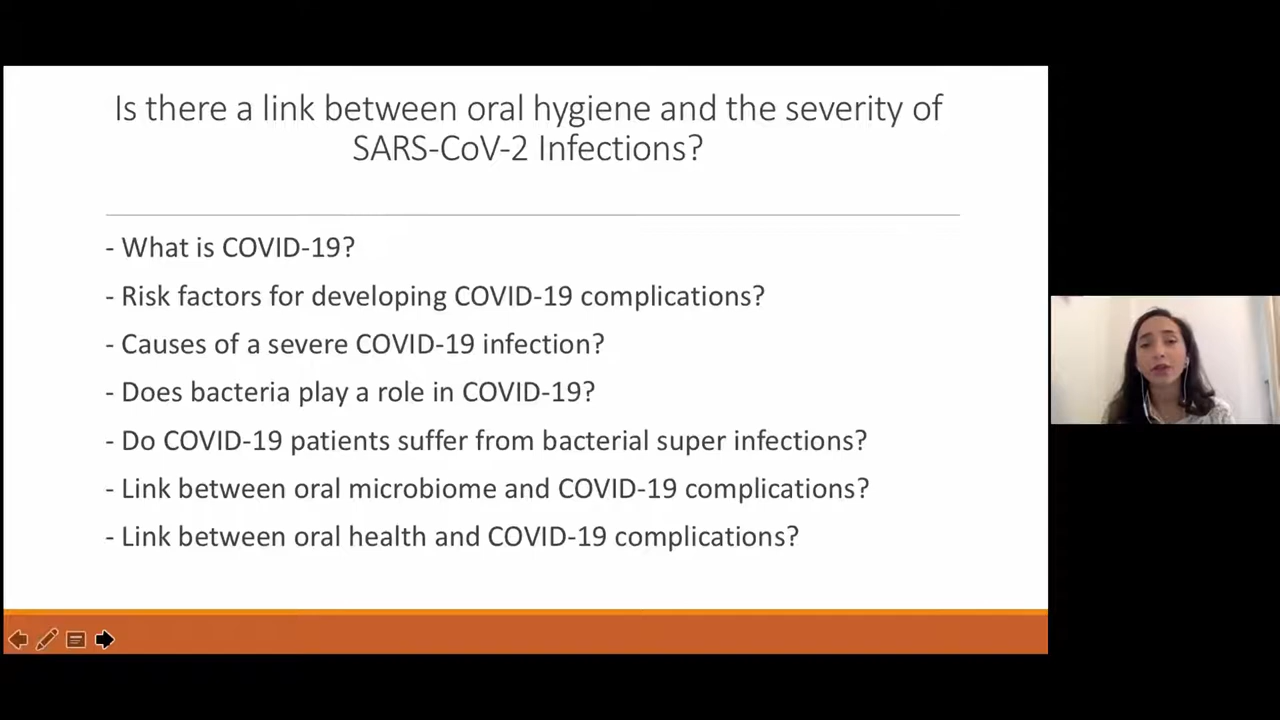 Is there a link between oral hygiene and the severity of
SARS-CoV-2 Infections?
- What is COVID-19?
- Risk factors for developing COVID-19 complications?
- Causes of a severe COVID-19 infection?
- Does bacteria play a role in COVID-19?
- Do COVID-19 patients suffer from bacterial super infections?
- Link between oral microbiome and COVID-19 complications?
- Link between oral health and COVID-19 complications?